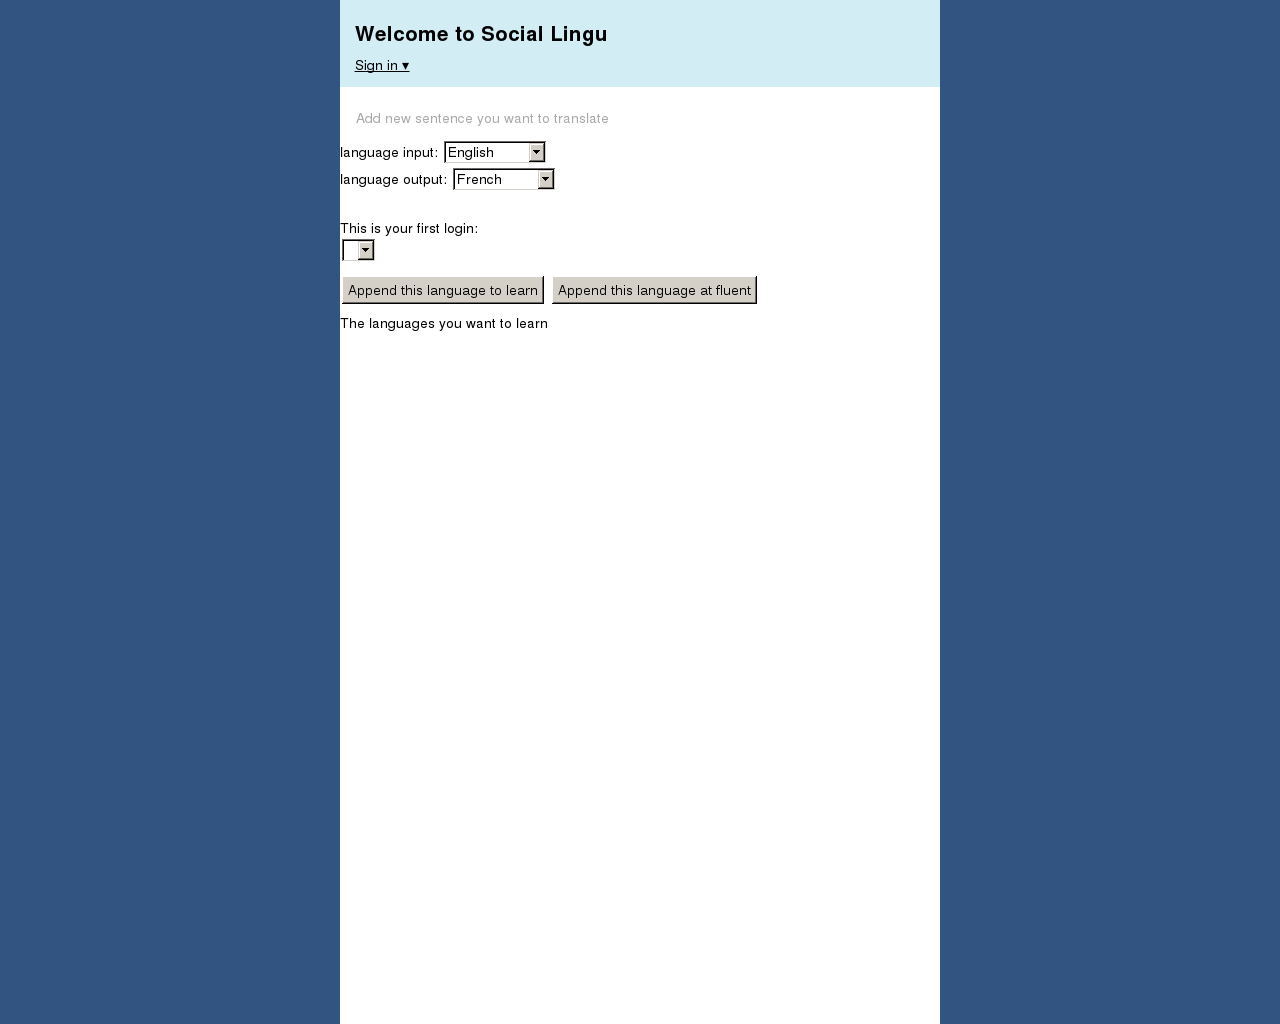 Welcome to Social Lingu
Sign in ▾
Add new sentence you want to translate
language input: English
language output: French
This is your first login:
Append this language to learn Append this language at fluent
The languages you want to learn